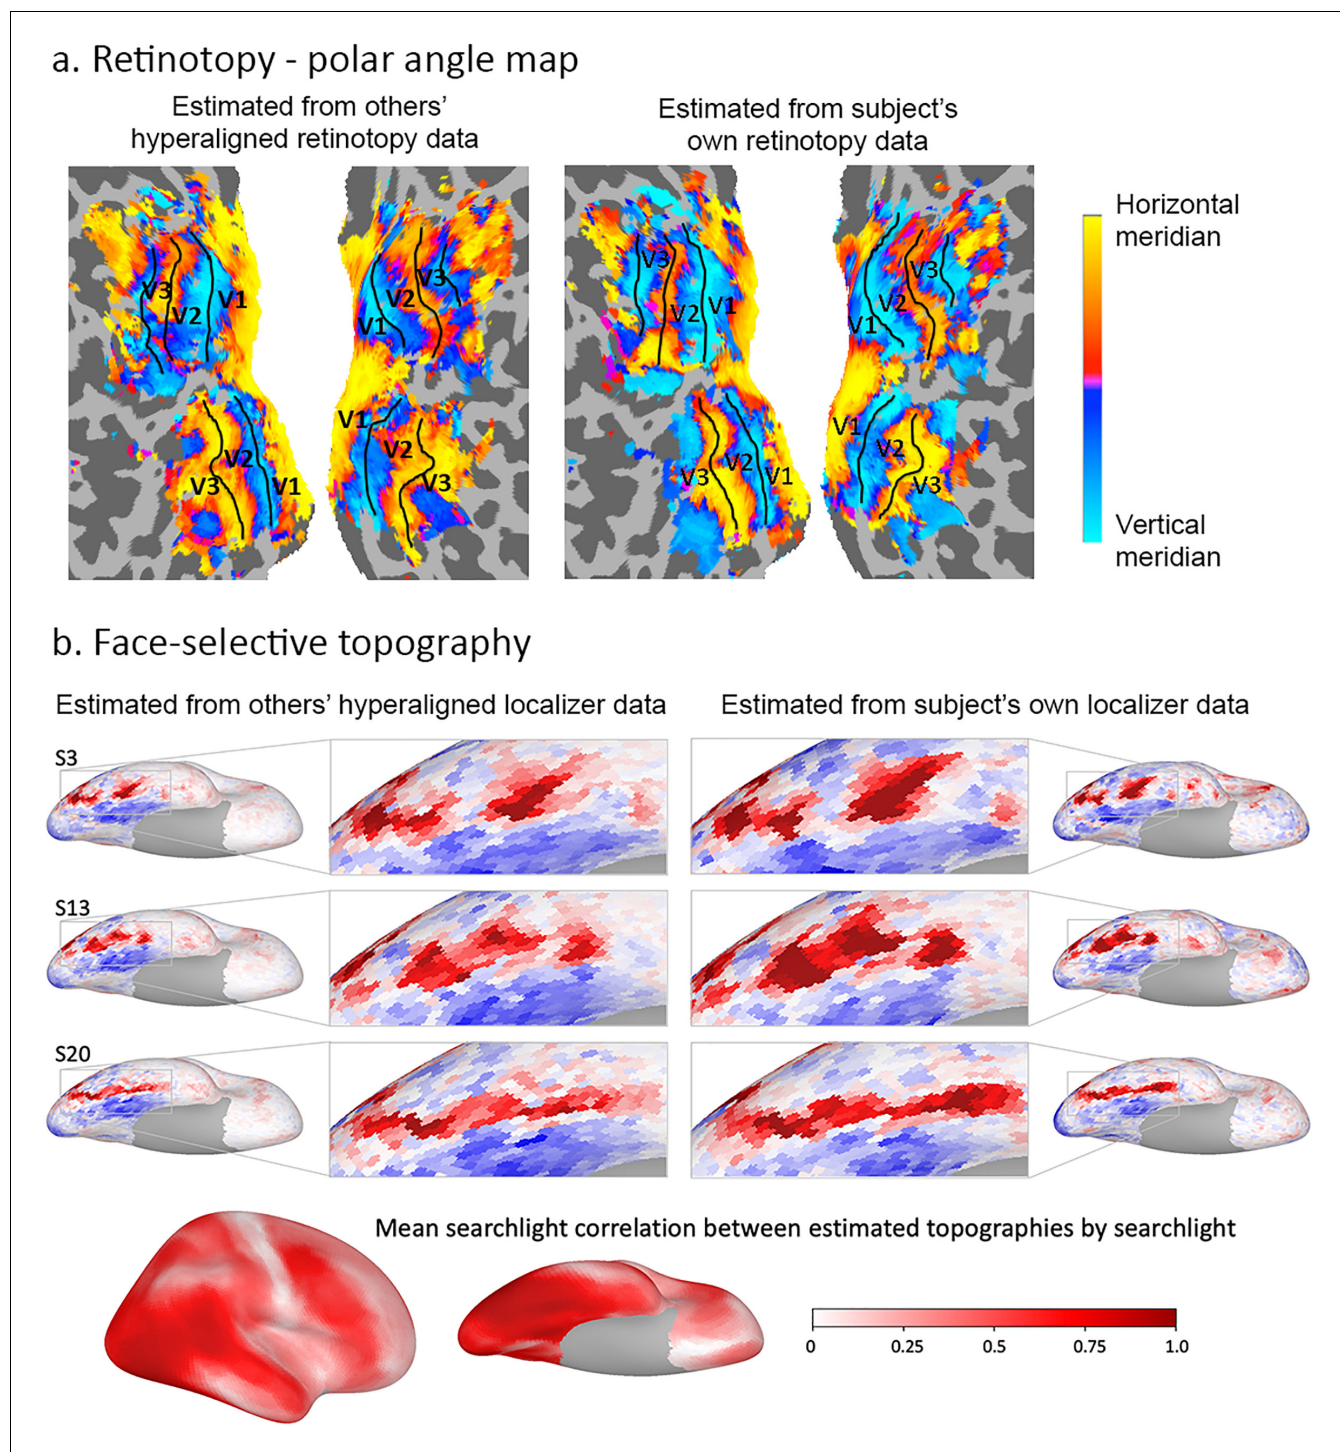 a. Retinotopy - polar angle map
Estimated from others’
hyperaligned retinotopy data
Estimated from subject’s
own retinotopy data
V3
V2
V1
V1
V2
V3
V3
V2
V1
V1
V2
V3
V3
V2
V1
V1
V2
V3
V3
V2
V1
V1
V2
V3
Horizontal
meridian
Vertical
meridian
b. Face-selective topography
Estimated from others’ hyperaligned localizer data
Estimated from subject’s own localizer data
S3
S13
S20
Mean searchlight correlation between estimated topographies by searchlight
0
0.25
0.5
0.75
1.0